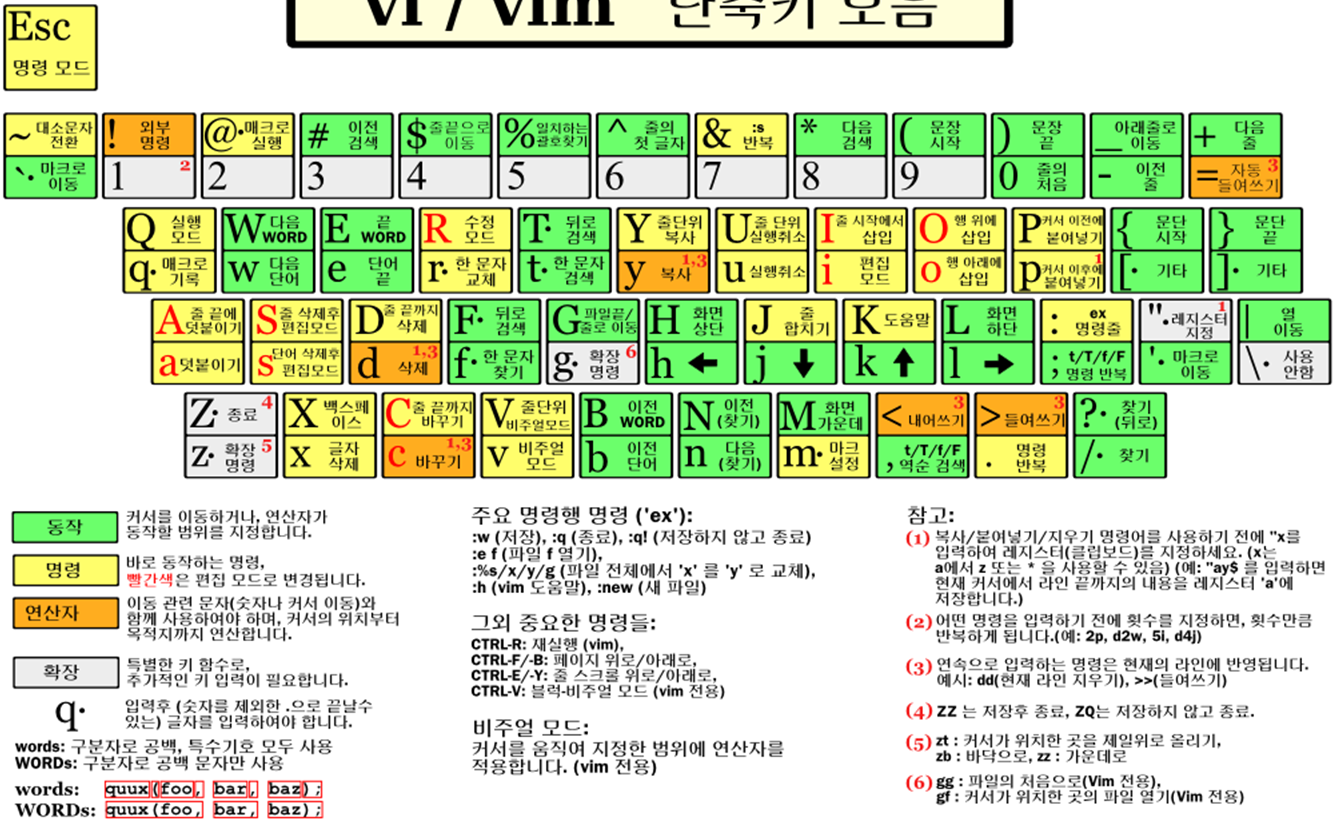 vi / vim 단축키 모음
Esc
명령 모드
~ 대소문자 전환
! 외부 명령
@· 매크로 실행
# 이전 검색
$ 줄끝으로 이동
% 일치하는 괄호찾기
^ 줄의 첫 글자
& :s 반복
* 다음 검색
( 문장 시작
) 문장 끝
_ 아래줄로 이동
+ 다음 줄
`· 마크로 이동
1 2
2
3
4
5
6
7
8
9
0 줄의 처음
- 이전 줄
= 자동 들여쓰기 3
Q 실행 모드
W 다음 WORD
E 끝 WORD
R 수정 모드
T· 뒤로 검색
Y 줄단위 복사
U 줄 단위 실행취소
I 줄 시작에서 삽입
O 행 위에 삽입
P 커서 이전에 붙여넣기
{ 문단 시작
} 문단 끝
q· 매크로 기록
w 다음 단어
e 단어 끝
r· 한 문자 교체
t· 한 문자 검색
y 복사 1,3
u 실행취소
i 편집 모드
o 행 아래에 삽입
p 커서 이후에 붙여넣기 1
[· 기타
]· 기타
A 줄 끝에 덧붙이기
S 줄 삭제후 편집모드
D 줄 끝까지 삭제
F· 뒤로 검색
G 파일끝/ 줄로 이동
H 화면 상단
J 줄 합치기
K 도움말
L 화면 하단
: ex 명령줄
"· 레지스터 지정 1
| 열 이동
a 덧붙이기
s 단어 삭제후 편집모드
d 삭제 1,3
f· 한 문자 찾기
g· 확장 명령 6
h ←
j ↓
k ↑
l →
; t/T/f/F 명령 반복
'· 마크로 이동
\· 사용 안함
Z· 종료 4
X 백스페이스
C 줄 끝까지 바꾸기
V 줄단위 비주얼모드
B 이전 WORD
N 이전 (찾기)
M 화면 가운데
< 내어쓰기 3
> 들여쓰기 3
?· 찾기 (뒤로)
z· 확장 명령 5
x 글자 삭제
c 바꾸기 1,3
v 비주얼 모드
b 이전 단어
n 다음 (찾기)
m· 마크 설정
, t/T/f/F 역순 검색
. 명령 반복
/· 찾기
동작
커서를 이동하거나, 연산자가
동작할 범위를 지정합니다.
명령
바로 동작하는 명령,
빨간색은 편집 모드로 변경됩니다.
연산자
이동 관련 문자(숫자나 커서 이동)와
함께 사용하여야 하며, 커서의 위치부터
목적지까지 연산합니다.
확장
특별한 키 함수로,
추가적인 키 입력이 필요합니다.
q·
입력후 (숫자를 제외한 .으로 끝날수
있는) 글자를 입력하여야 합니다.
words: 구분자로 공백, 특수기호 모두 사용
WORDs: 구분자로 공백 문자만 사용
words: quux(foo, bar, baz);
WORDs: quux(foo, bar, baz);
주요 명령행 명령 ('ex'):
:w (저장), :q (종료), :q! (저장하지 않고 종료)
:e f (파일 f 열기),
:%s/x/y/g (파일 전체에서 'x' 를 'y' 로 교체),
:h (vim 도움말), :new (새 파일)
그외 중요한 명령들:
CTRL-R: 재실행 (vim),
CTRL-F/-B: 페이지 위로/아래로,
CTRL-E/-Y: 줄 스크롤 위로/아래로,
CTRL-V: 블럭-비주얼 모드 (vim 전용)
비주얼 모드:
커서를 움직여 지정한 범위에 연산자를
적용합니다. (vim 전용)
참고:
(1) 복사/붙여넣기/지우기 명령어를 사용하기 전에 "x를
입력하여 레지스터(클립보드)를 지정하세요. (x는
a에서 z 또는 * 을 사용할 수 있음) (예: "ay$ 를 입력하면
현재 커서에서 라인 끝까지의 내용을 레지스터 'a'에
저장합니다.)
(2) 어떤 명령을 입력하기 전에 횟수를 지정하면, 횟수만큼
반복하게 됩니다.(예: 2p, d2w, 5i, d4j)
(3) 연속으로 입력하는 명령은 현재의 라인에 반영됩니다.
예시: dd(현재 라인 지우기), >>(들여쓰기)
(4) ZZ 는 저장후 종료, ZQ는 저장하지 않고 종료.
(5) zt : 커서가 위치한 곳을 제일위로 올리기,
zb : 바닥으로, zz : 가운데로
(6) gg : 파일의 처음으로(Vim 전용),
gf : 커서가 위치한 곳의 파일 열기(Vim 전용)